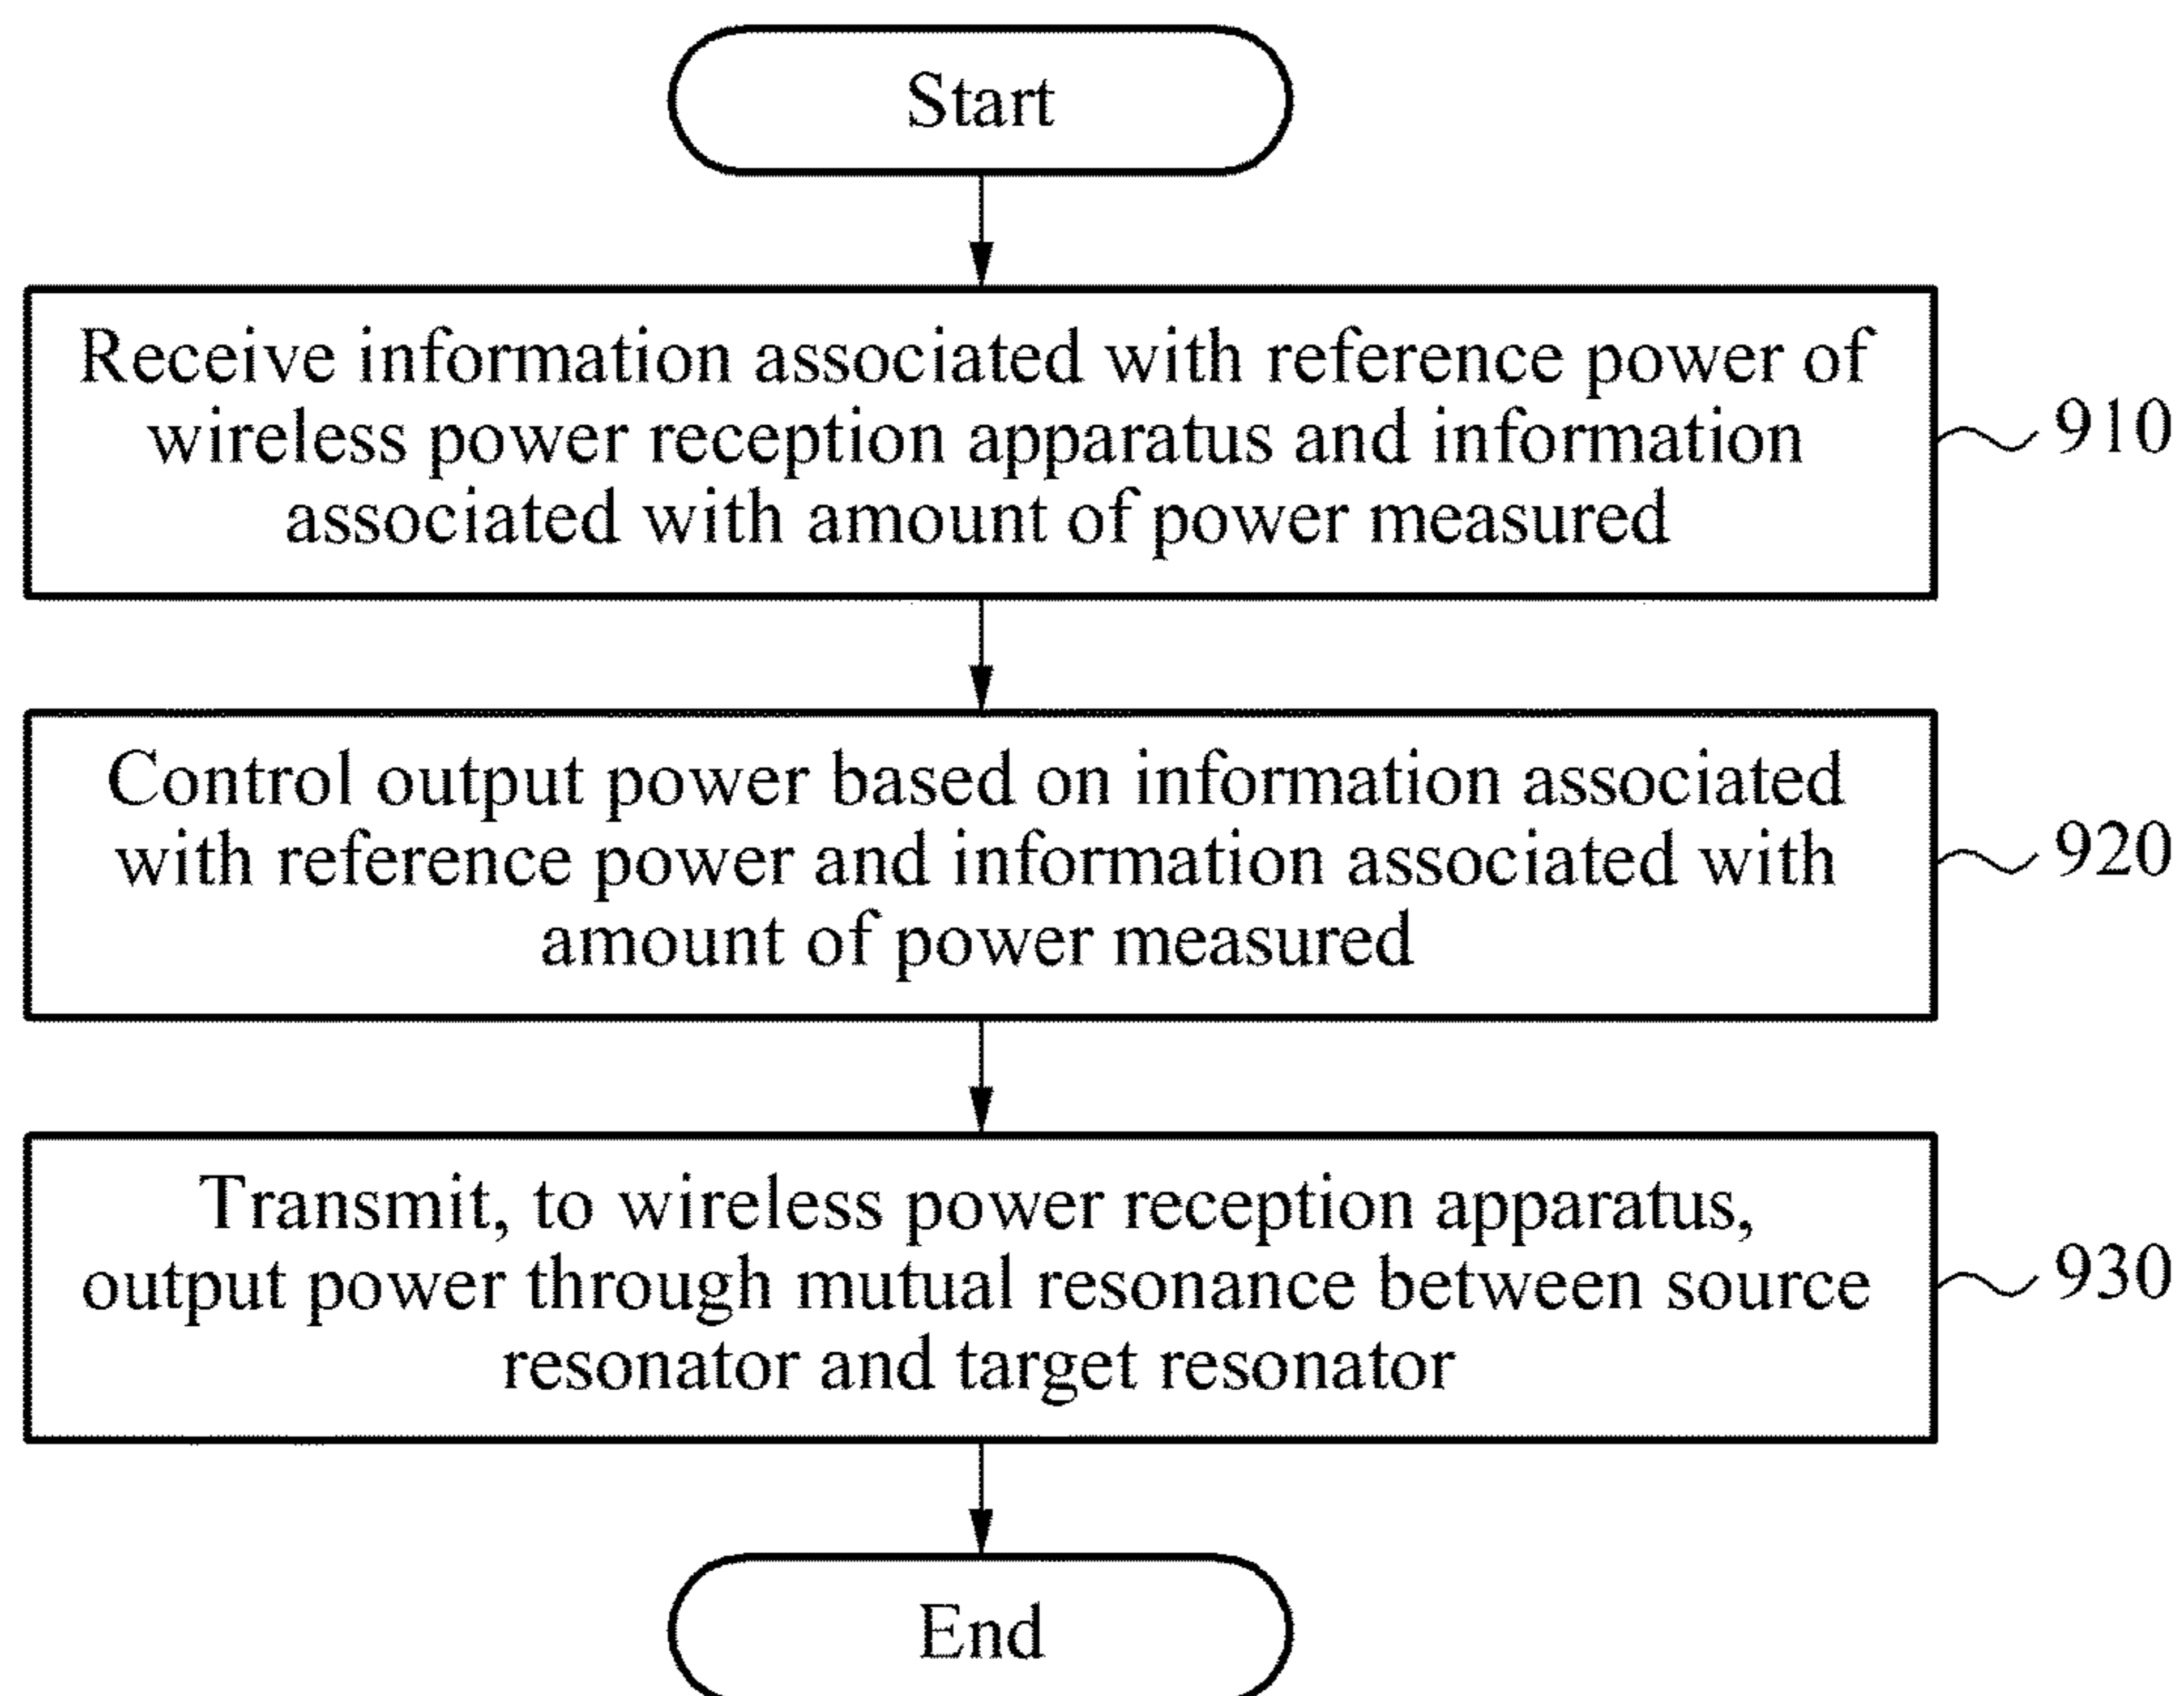 Start
Receive information associated with reference power of
wireless power reception apparatus and information
associated with amount of power measured
910
Control output power based on information associated
with reference power and information associated with
amount of power measured
920
Transmit, to wireless power reception apparatus,
output power through mutual resonance between source
resonator and target resonator
930
End